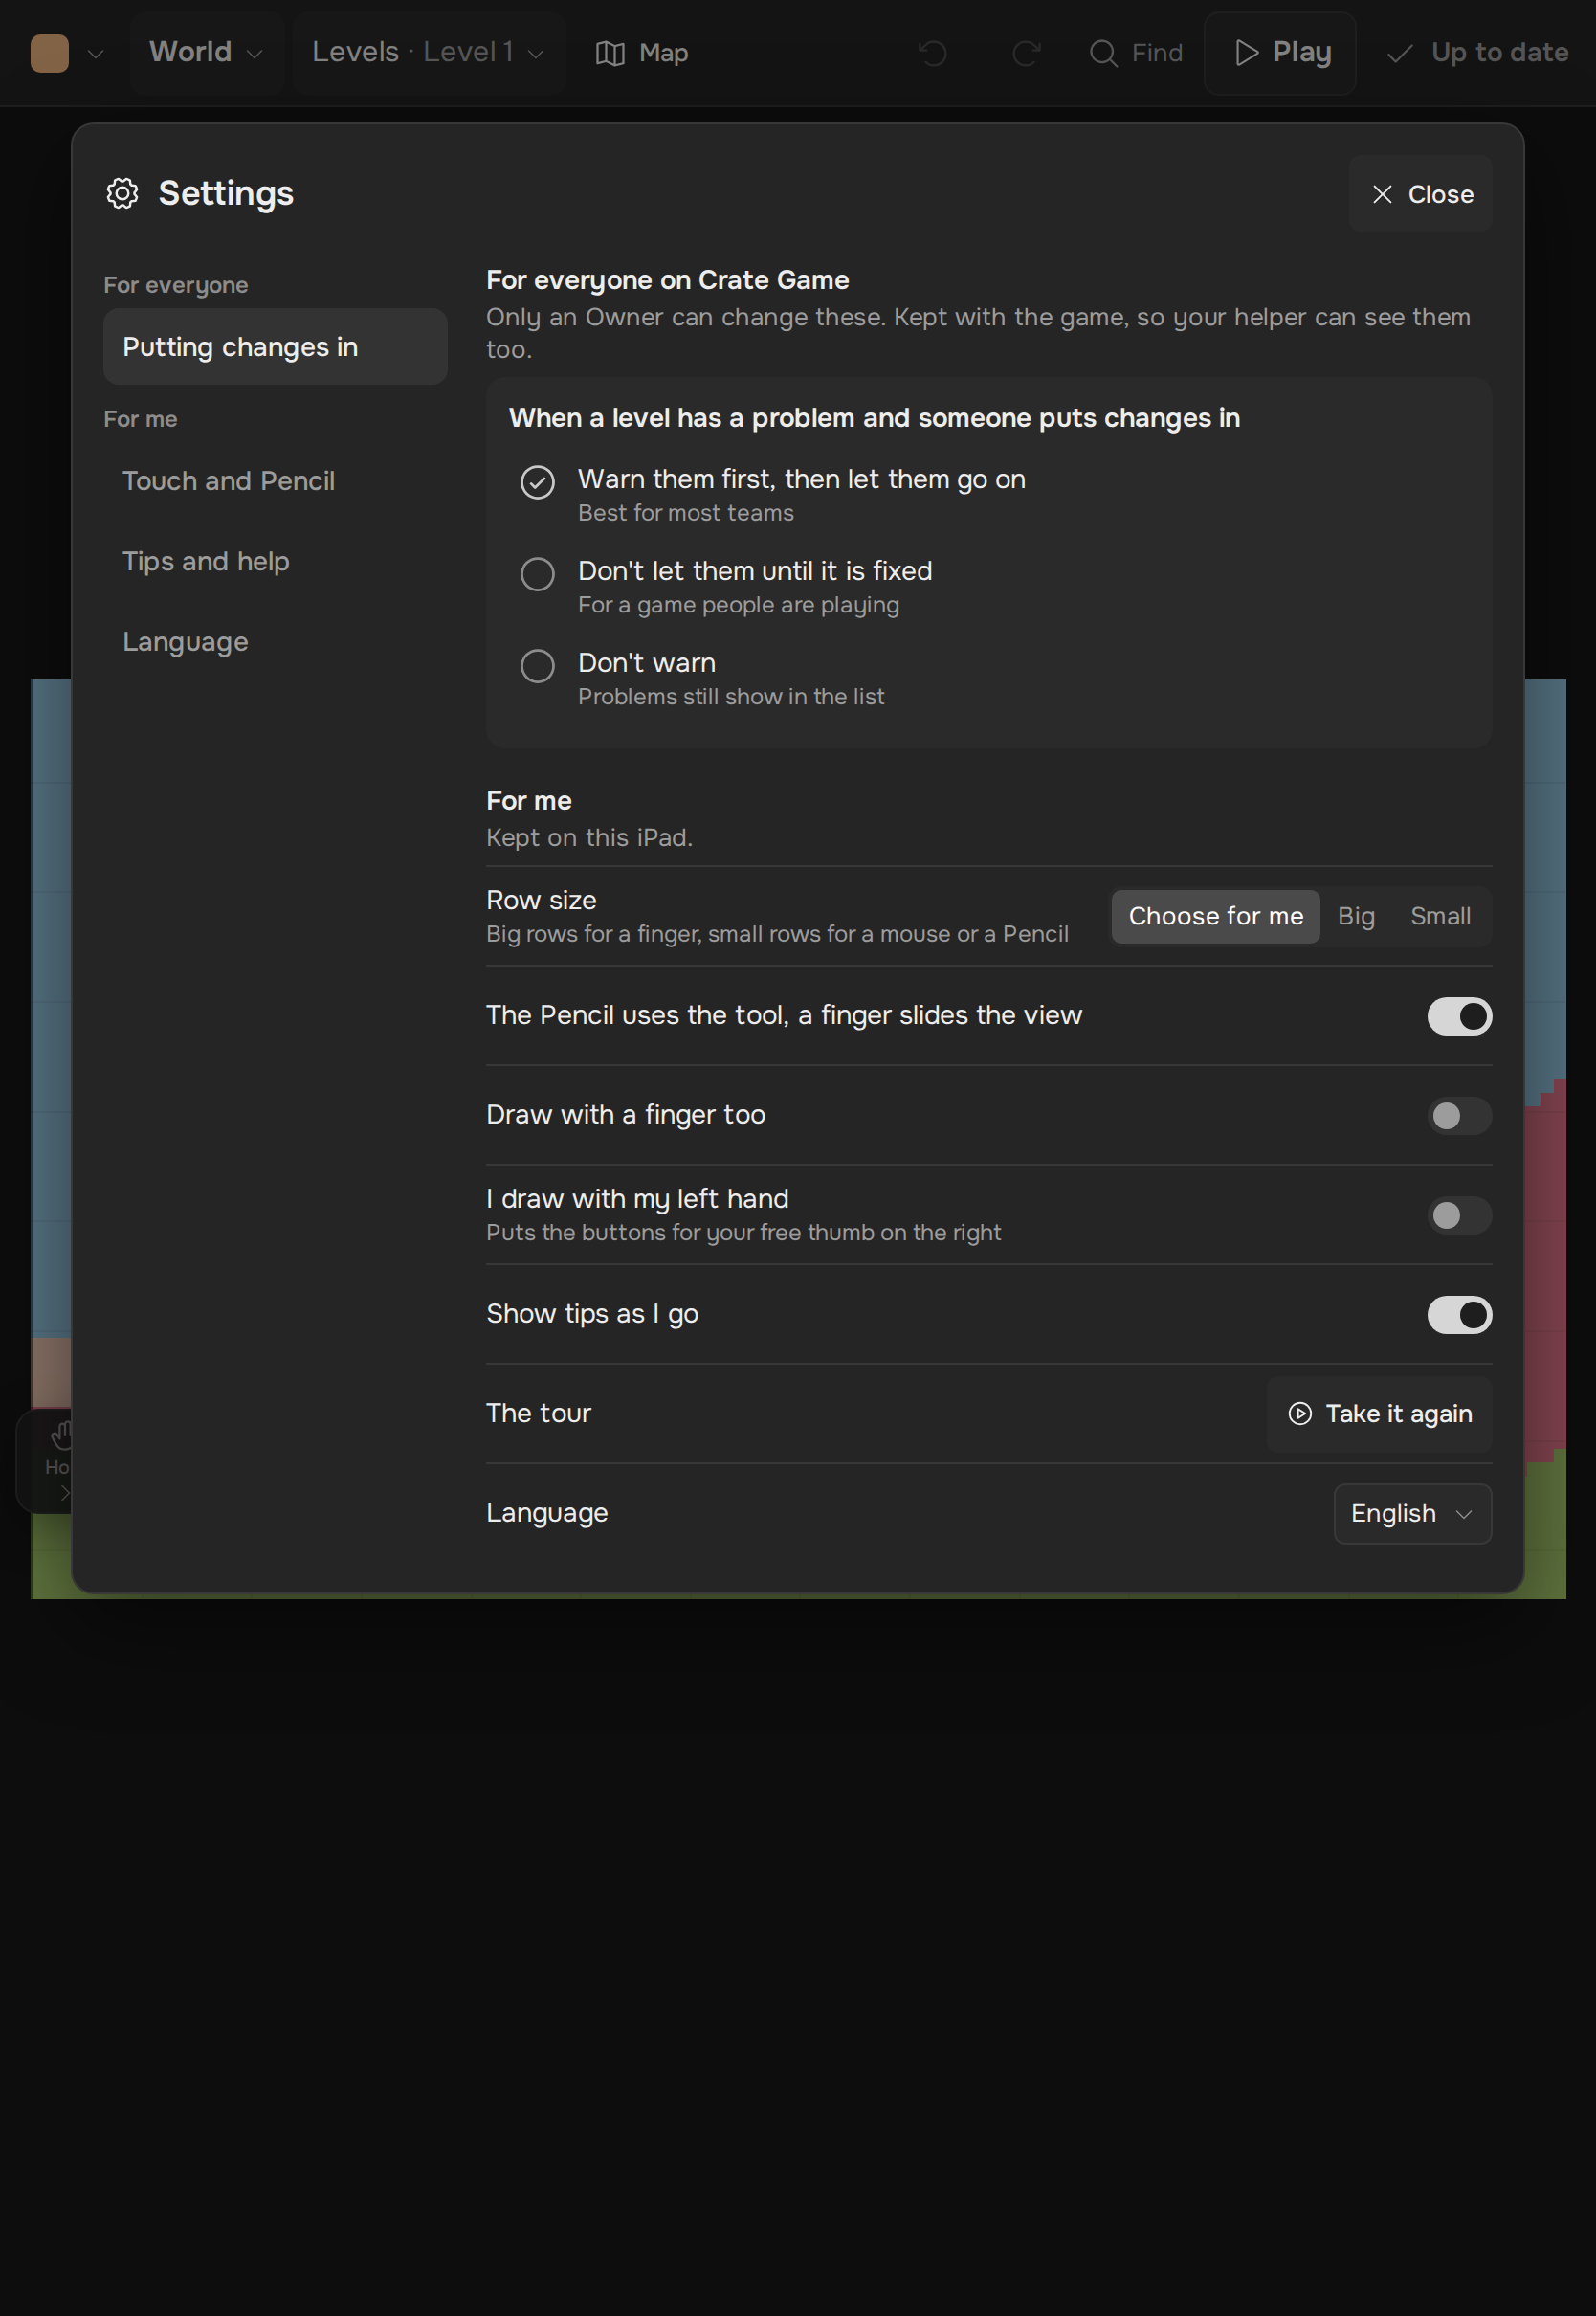 World
Levels · Level 1
Map
Find
Play
Up to date
Settings
Close
For everyone
Putting changes in
For me
Touch and Pencil
Tips and help
Language
For everyone on Crate Game
Only an Owner can change these. Kept with the game, so your helper can see them
too.
When a level has a problem and someone puts changes in
Warn them first, then let them go on
Best for most teams
Don't let them until it is fixed
For a game people are playing
Don't warn
Problems still show in the list
For me
Kept on this iPad.
Row size
Big rows for a finger, small rows for a mouse or a Pencil
Choose for me
Big
Small
The Pencil uses the tool, a finger slides the view
Draw with a finger too
I draw with my left hand
Puts the buttons for your free thumb on the right
Show tips as I go
The tour
Take it again
Language
English